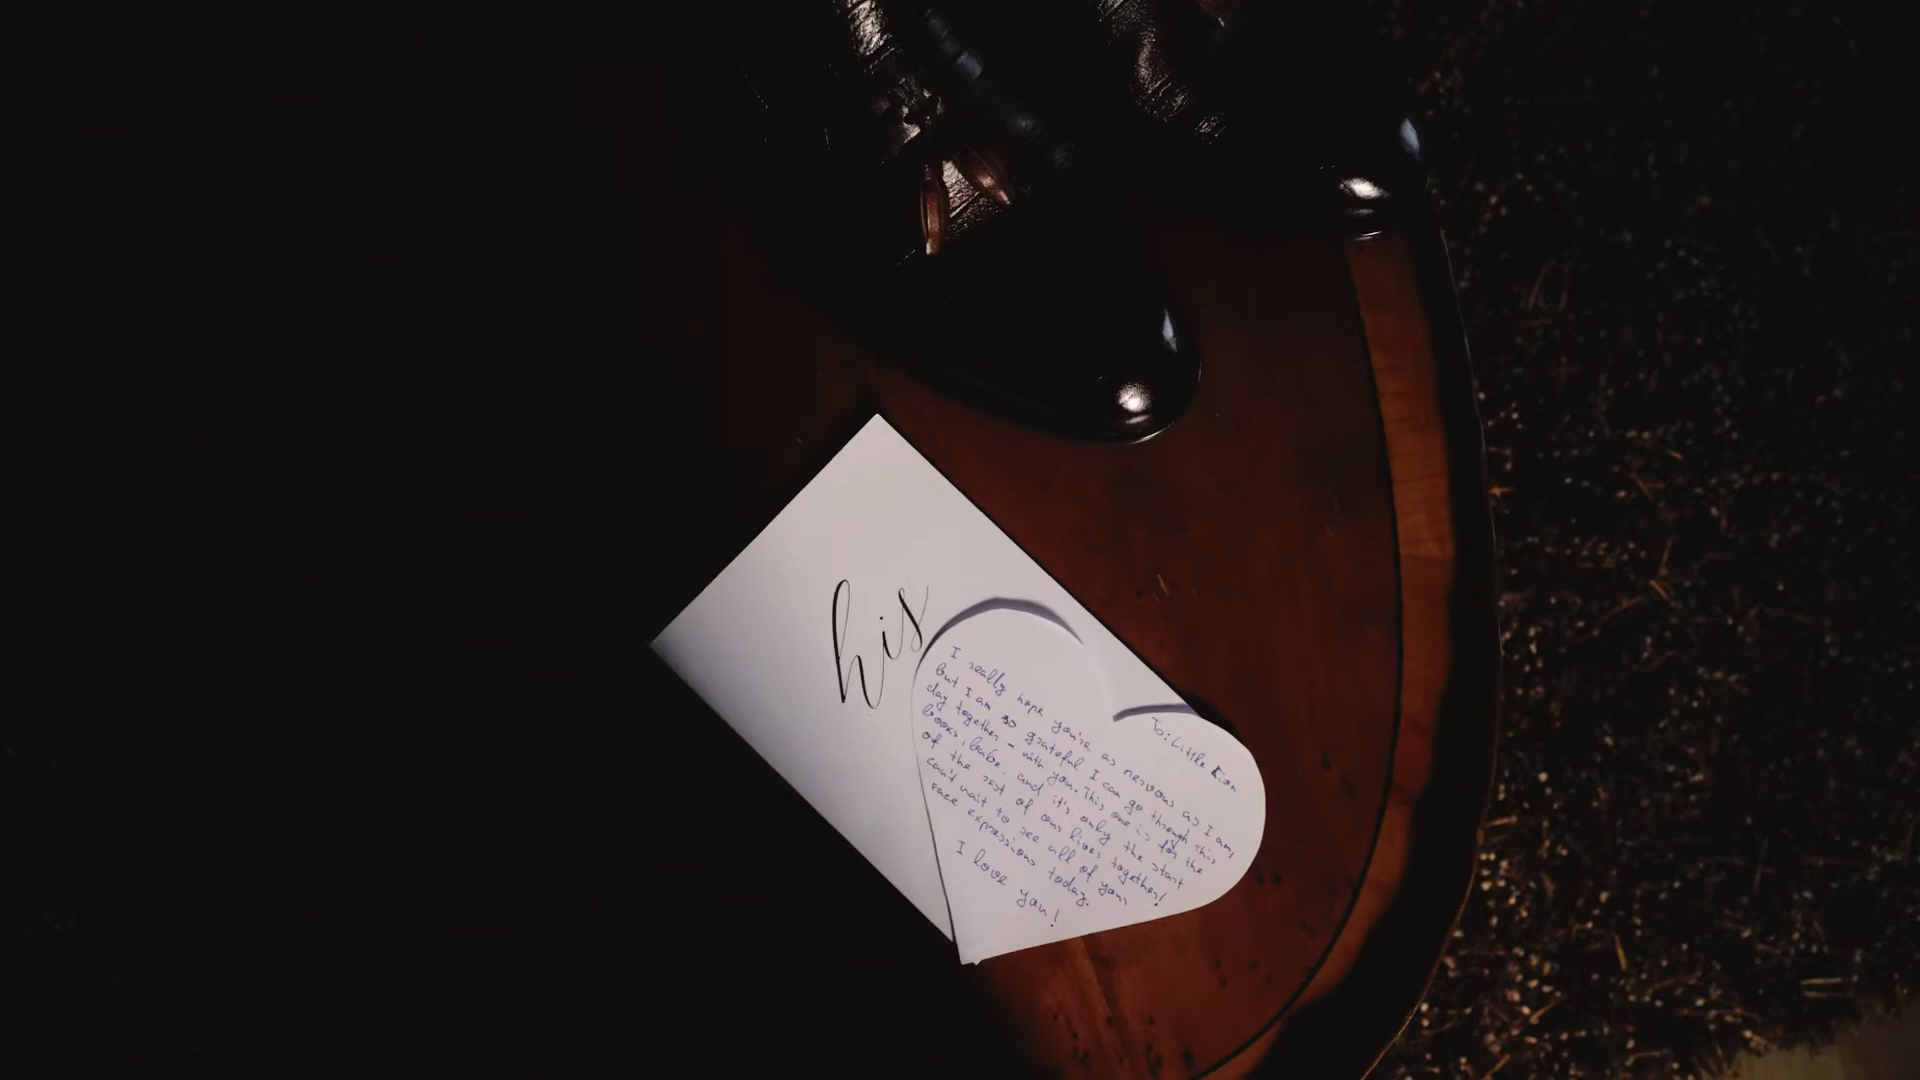 his
To: Little Lion
I really hope you're as nervous as I am,
but I am so grateful I can go through this
day together - with you. This one is for the
books, babe, and it's only the start
of the rest of our lives together!
can't wait to see all of your
face expressions today.
I love you!